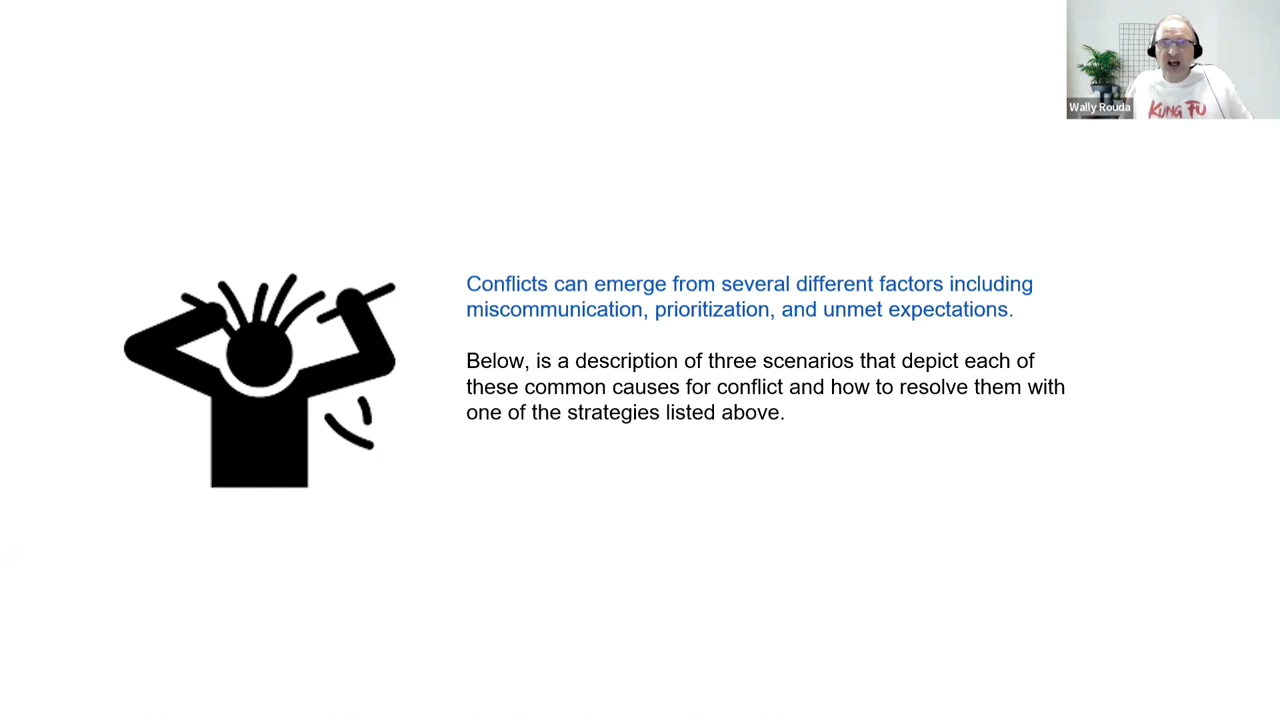 Wally Rouda
KUNG FU
Conflicts can emerge from several different factors including
miscommunication, prioritization, and unmet expectations.
Below, is a description of three scenarios that depict each of
these common causes for conflict and how to resolve them with
one of the strategies listed above.